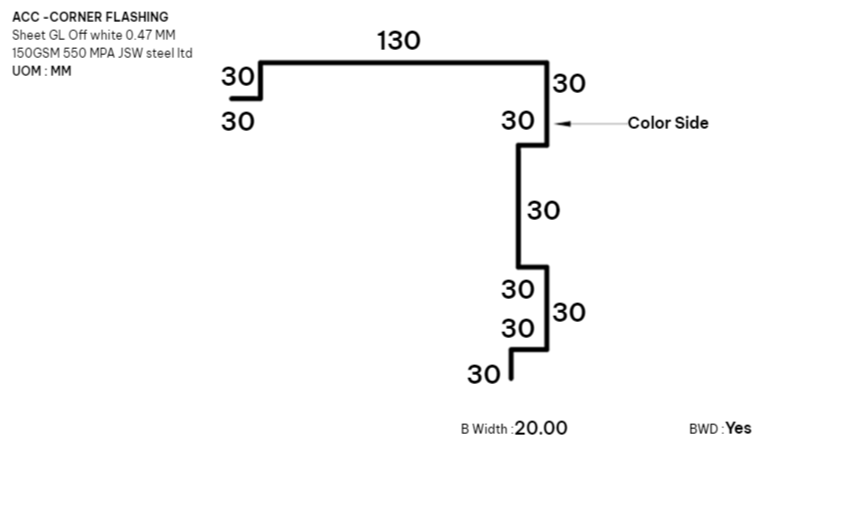 ACC -CORNER FLASHING
Sheet GL Off white 0.47 MM
150GSM 550 MPA JSW steel ltd
UOM : MM
130
30
30
30
30
Color Side
30
30
30
30
30
B Width : 20.00
BWD : Yes